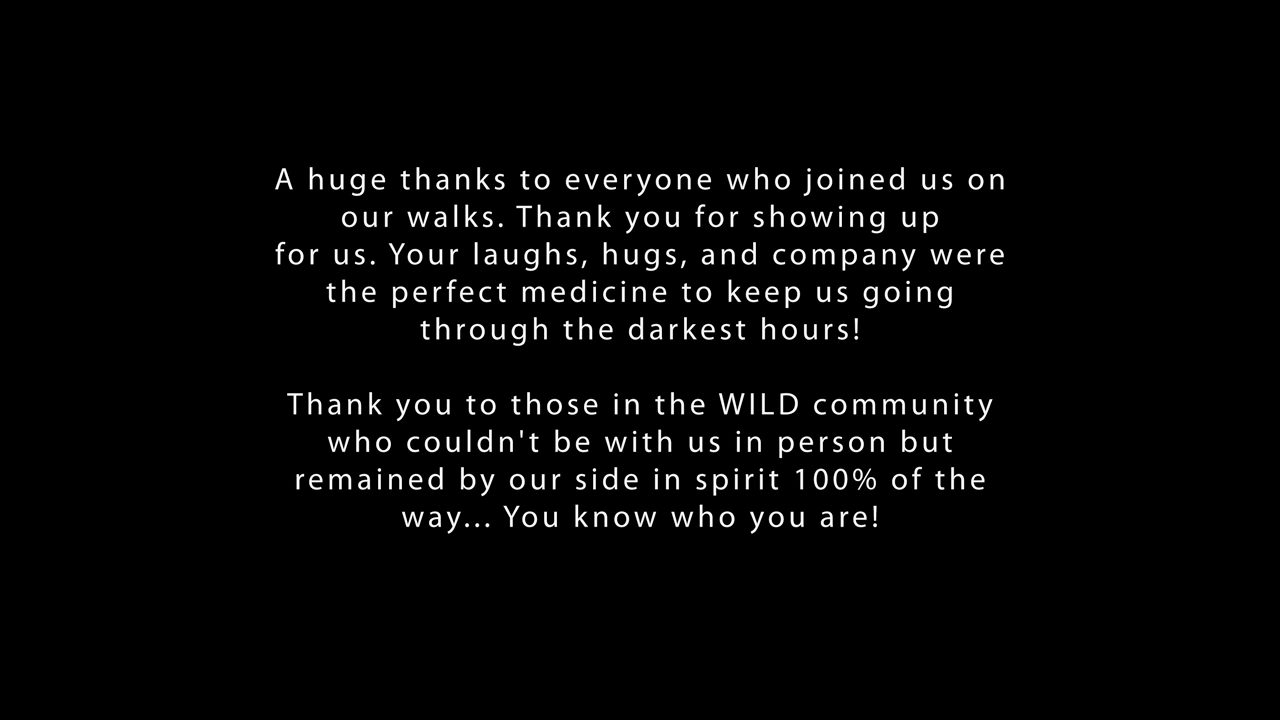 A huge thanks to everyone who joined us on
our walks. Thank you for showing up
for us. Your laughs, hugs, and company were
the perfect medicine to keep us going
through the darkest hours!
Thank you to those in the WILD community
who couldn't be with us in person but
remained by our side in spirit 100% of the
way... You know who you are!